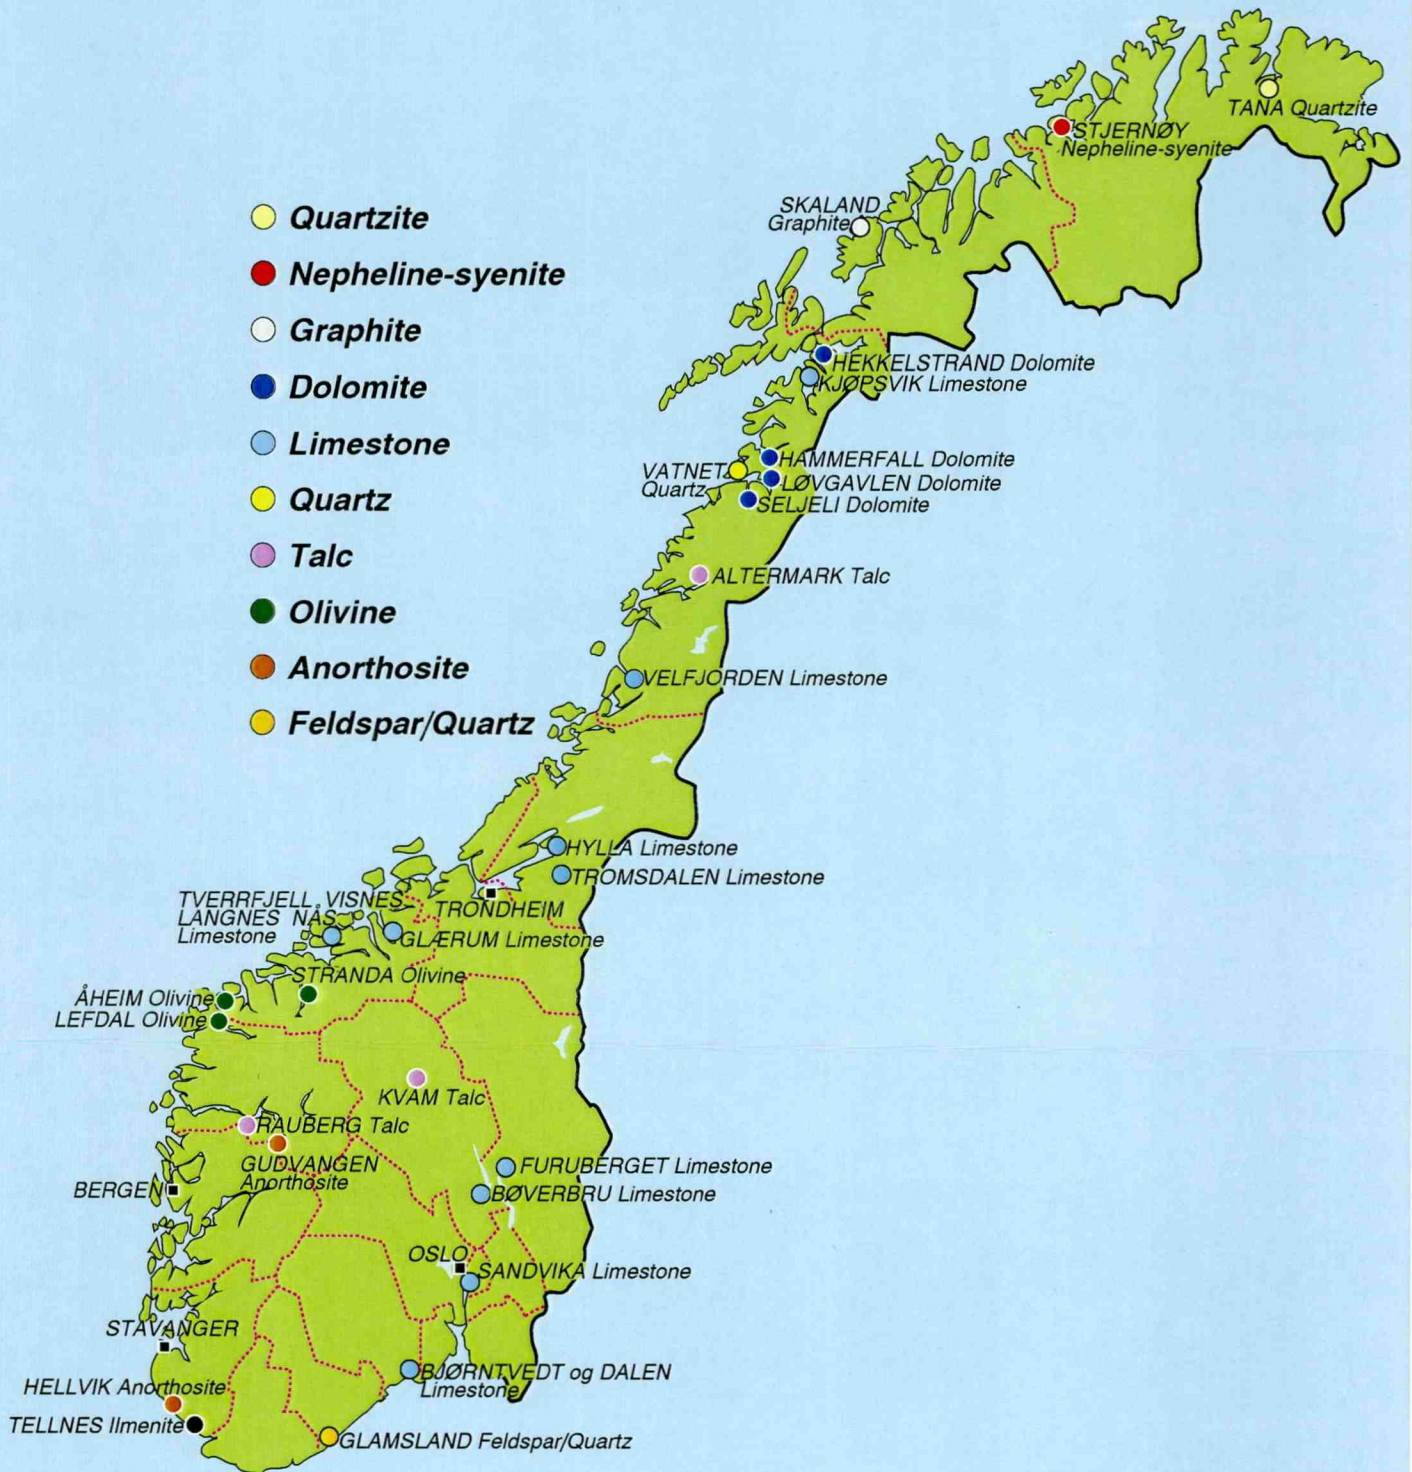 TANA Quartzite
STJERNØY
Nepheline-syenite
SKALAND
Graphite
Quartzite
Nepheline-syenite
Graphite
Dolomite
Limestone
Quartz
Talc
Olivine
Anorthosite
Feldspar/Quartz
HEKKELSTRAND Dolomite
KJØPSVIK Limestone
HAMMERFALL Dolomite
VATNET
Quartz
LØVGAVLEN Dolomite
SELJELI Dolomite
ALTERMARK Talc
VELFJORDEN Limestone
HYLLA Limestone
TROMSDALEN Limestone
TRONDHEIM
TVERRFJELL VISNES
LANGNES NÅS
Limestone
GLÆRUM Limestone
STRANDA Olivine
ÅHEIM Olivine
LEFDAL Olivine
KVAM Talc
RAUBERG Talc
GUDVANGEN
Anorthosite
BERGEN
FURUBERGET Limestone
BØVERBRU Limestone
OSLO
SANDVIKA Limestone
STAVANGER
BJØRNTVEDT og DALEN
Limestone
HELLVIK Anorthosite
TELLNES Ilmenite
GLAMSLAND Feldspar/Quartz